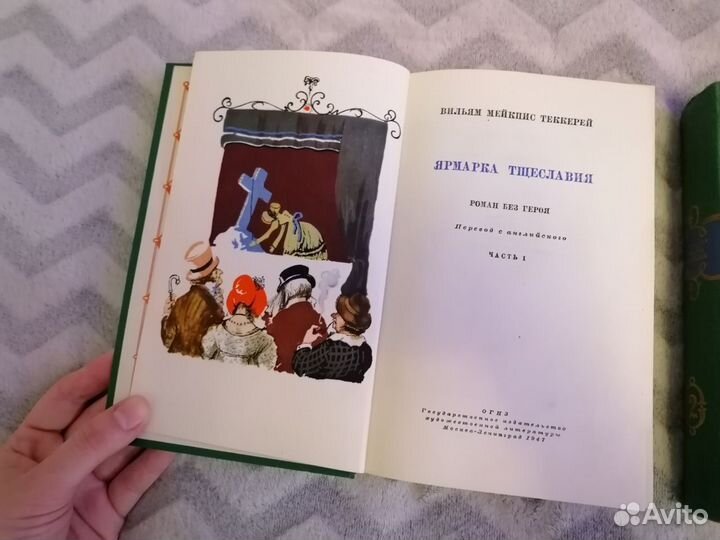 ВИЛЬЯМ МЕЙКПИС ТЕККЕРЕЙ
ЯРМАРКА ТЩЕСЛАВИЯ
РОМАН БЕЗ ГЕРОЯ
Перевод с английского
ЧАСТЬ I
ОГИЗ
Государственное издательство
художественной литературы
Москва-Ленинград 1947
Avito